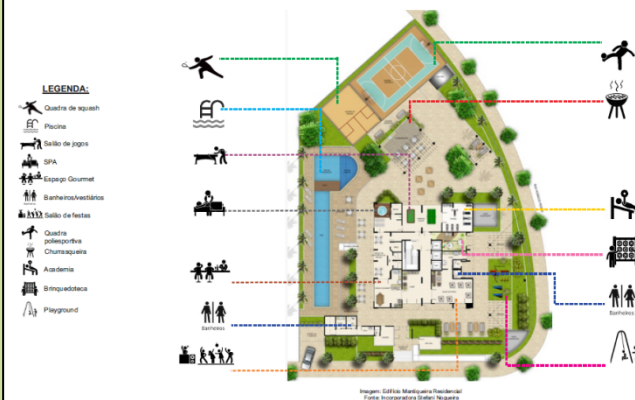 LEGENDA:
Quadra de squash
Piscina
Salão de jogos
SPA
Espaço Gourmet
Banheiros/vestiários
Salão de festas
Quadra
poliesportiva
Churrasqueira
Academia
Brinquedoteca
Playground
Banheiros
Banheiros
Imagem: Edifício Mantiqueira Residencial
Fonte: Incorporadora Stefani Nogueira